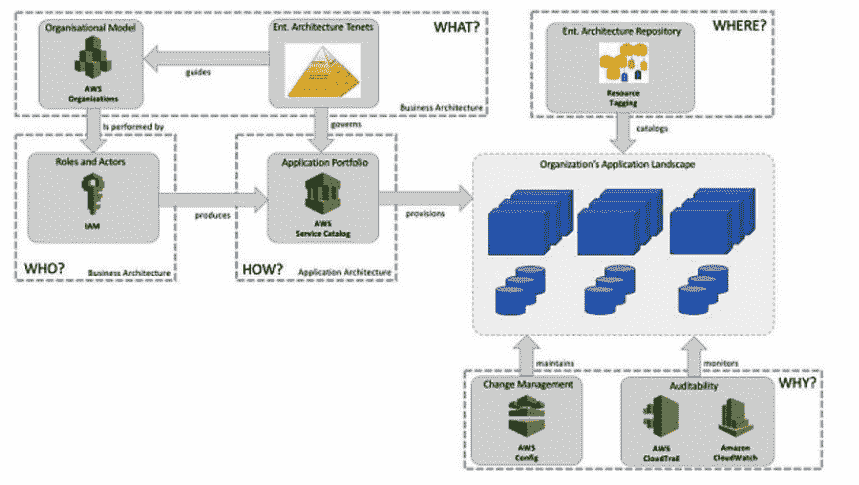 Organisational Model
AWS
Organisations
guides
Ent. Architecture Tenets
WHAT?
Business Architecture
Is performed by
governs
WHERE?
Ent. Architecture Repository
Resource
Tagging
catalogs
Roles and Actors
IAM
WHO?
Business Architecture
produces
Application Portfolio
AWS
Service Catalog
HOW?
Application Architecture
provisions
Organization's Application Landscape
maintains
monitors
WHY?
Change Management
AWS
Config
Auditability
AWS
CloudTrail
Amazon
CloudWatch